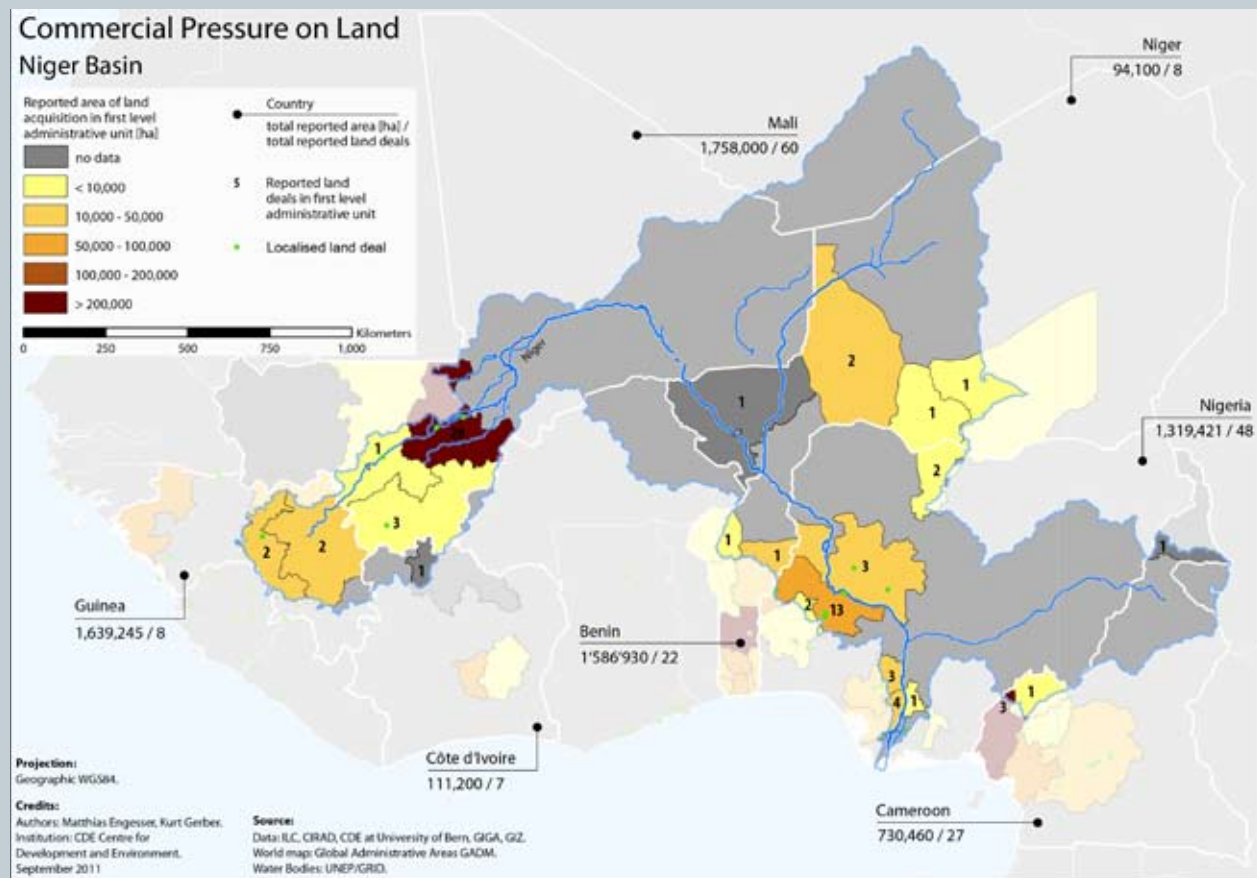 Commercial Pressure on Land
Niger Basin
Reported area of land
acquisition in first level
administrative unit [ha]
no data
< 10,000
10,000 - 50,000
50,000 - 100,000
100,000 - 200,000
> 200,000
Country
total reported area [ha] /
total reported land deals
5 Reported land
deals in first level
administrative unit
Localised land deal
Kilometers
0 250 500 750 1,000
Niger
94,100 / 8
Mali
1,758,000 / 60
Nigeria
1,319,421 / 48
Guinea
1,639,245 / 8
Benin
1'586'930 / 22
Côte d'Ivoire
111,200 / 7
Cameroon
730,460 / 27
Niger
2
1
1
1
2
1
3
2
2
1
1
1
3
2
13
1
3
4
1
3
1
Projection:
Geographic WGS84.
Credits:
Authors: Matthias Engesser, Kurt Gerber.
Institution: CDE Centre for
Development and Environment.
September 2011
Source:
Data: ILC, CIRAD, CDE at University of Bern, GIGA, GIZ.
World map: Global Administrative Areas GADM.
Water Bodies: UNEP/GRID.